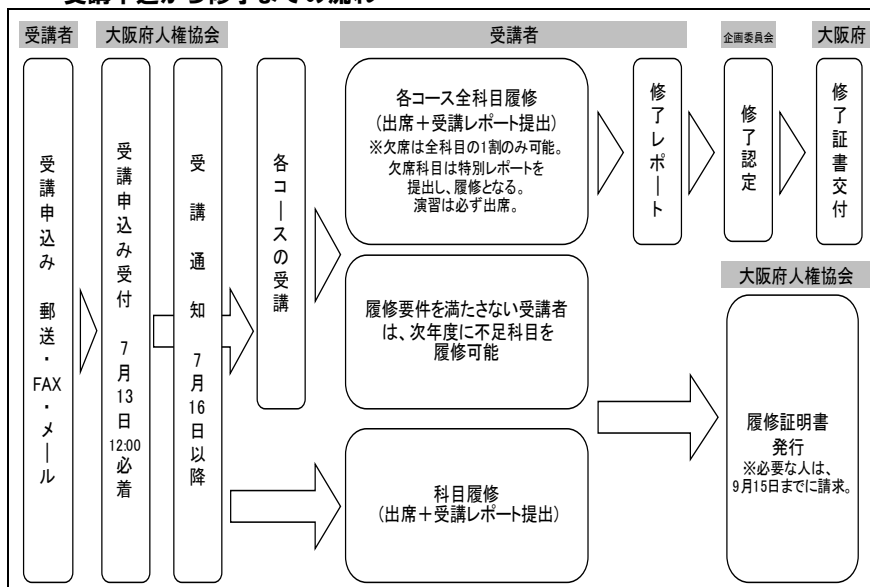 受講申込から修了までの流れ
受講者
大阪府人権協会
受講者
企画委員会
大阪府
受講申込み 郵送・FAX・メール
受講申込み受付 7月13日12:00必着
受講通知 7月16日以降
各コースの受講
各コース全科目履修
(出席+受講レポート提出)
※欠席は全科目の1割のみ可能。
欠席科目は特別レポートを
提出し、履修となる。
演習は必ず出席。
修了レポート
修了認定
修了証書交付
履修要件を満たさない受講者
は、次年度に不足科目を
履修可能
科目履修
(出席+受講レポート提出)
大阪府人権協会
履修証明書
発行
※必要な人は、
9月15日までに請求。